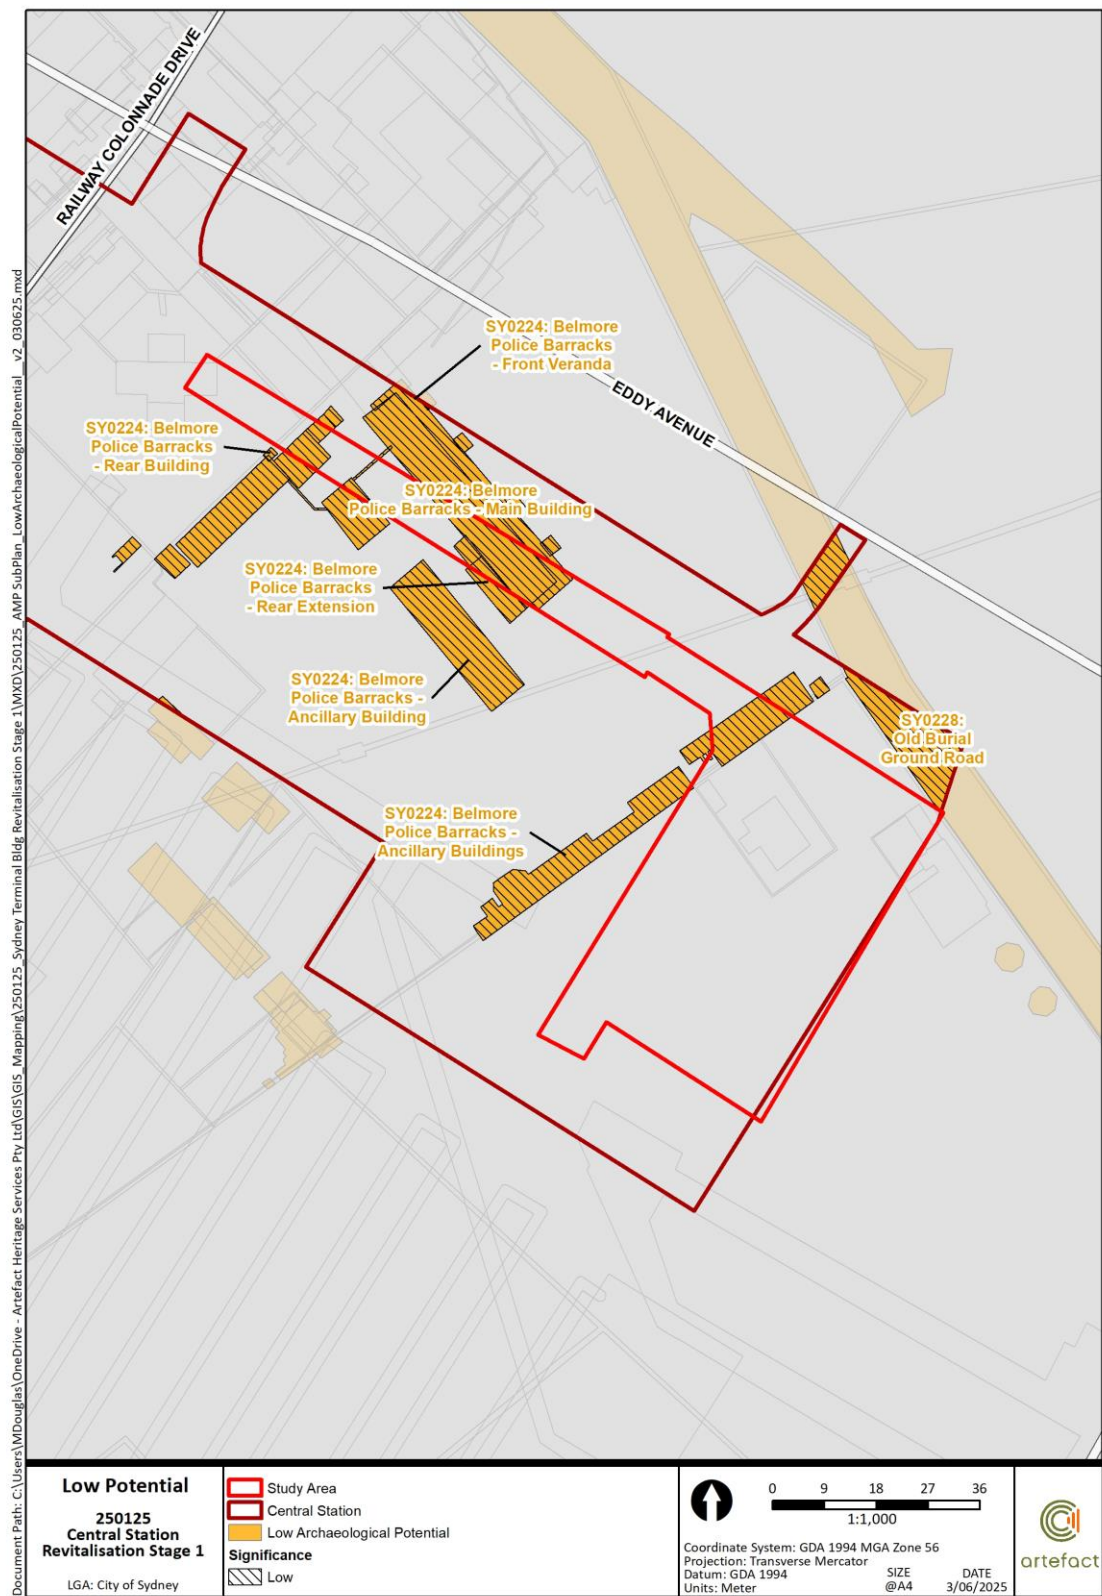 RAILWAY COLONNADE DRIVE
SY0224: Belmore
Police Barracks
- Front Veranda
EDDY AVENUE
SY0224: Belmore
Police Barracks
- Rear Building
SY0224: Belmore
Police Barracks - Main Building
SY0224: Belmore
Police Barracks
- Rear Extension
SY0224: Belmore
Police Barracks -
Ancillary Building
SY0228:
Old Burial
Ground Road
SY0224: Belmore
Police Barracks -
Ancillary Buildings
Document Path: C:\Users\MDouglas\OneDrive - Artefact Heritage Services Pty Ltd\GIS\GIS_Mapping\250125_Sydney Terminal Bldg Revitalisation Stage 1\MXD\250125_AMP SubPlan_LowArchaeologicalPotential_v2_030625.mxd
Low Potential
250125
Central Station
Revitalisation Stage 1
LGA: City of Sydney
Study Area
Central Station
Low Archaeological Potential
Significance
Low
0 9 18 27 36
1:1,000
Coordinate System: GDA 1994 MGA Zone 56
Projection: Transverse Mercator
Datum: GDA 1994
Units: Meter
SIZE
@A4
DATE
3/06/2025
artefact